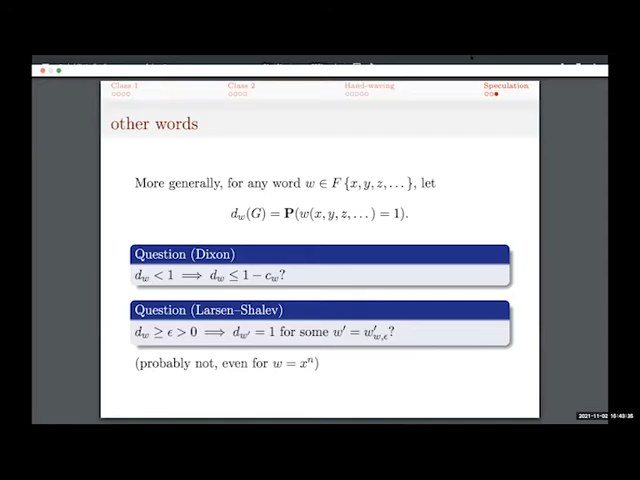 Class 1 Class 2 Hand-waving Speculation
other words
More generally, for any word w ∈ F {x, y, z, . . . }, let
d_w(G) = P(w(x, y, z, . . . ) = 1).
Question (Dixon)
d_w < 1 ⟹ d_w ≤ 1 − c_w?
Question (Larsen–Shalev)
d_w ≥ ϵ > 0 ⟹ d_{w′} = 1 for some w′ = w′_{w,ϵ}?
(probably not, even for w = x^n)
2021-11-02 15:43:35